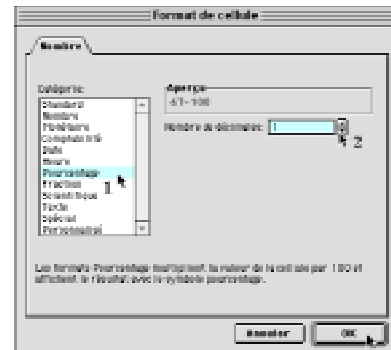 Format de cellule
Nombre
Catégorie:
Standard
Nombre
Monétaire
Comptabilité
Date
Heure
Pourcentage
Fraction
Scientifique
Texte
Spécial
Personnalisé
1
Aperçu
Nombre de décimales: 1
2
Les formats Pourcentage multiplient la valeur de la cellule par 100 et
affichent le résultat avec le symbole pourcentage.
Annuler
OK